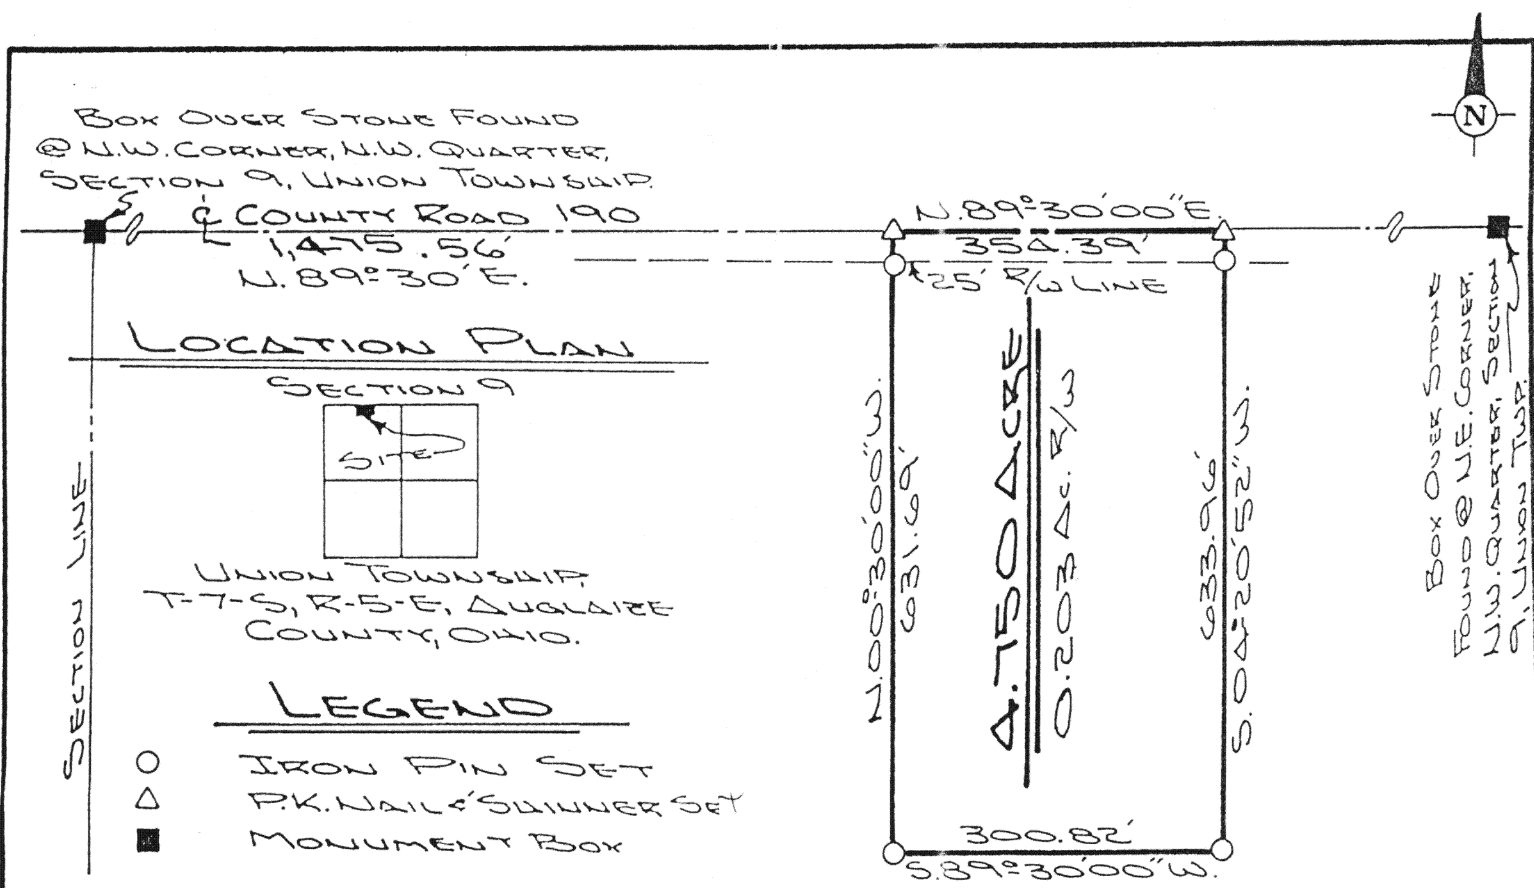 N
BOX OVER STONE FOUND
@ N.W. CORNER, N.W. QUARTER,
SECTION 9, UNION TOWNSHIP.
℄ COUNTY ROAD 190
1,475.56'
N. 89°30' E.
N. 89°30'00" E.
354.39'
25' R/W LINE
LOCATION PLAN
SECTION 9
SITE
UNION TOWNSHIP,
T-7-S, R-5-E, AUGLAIZE
COUNTY, OHIO.
SECTION LINE
LEGEND
IRON PIN SET
P.K. NAIL & SHINNER SET
MONUMENT BOX
N. 00°30'00" W.
631.69'
4.750 ACRE
0.203 AC. R/W
633.96'
S. 04°20'52" W.
300.82'
S. 89°30'00" W.
BOX OVER STONE
FOUND @ N.E. CORNER,
N.W. QUARTER, SECTION
9, UNION TWP.